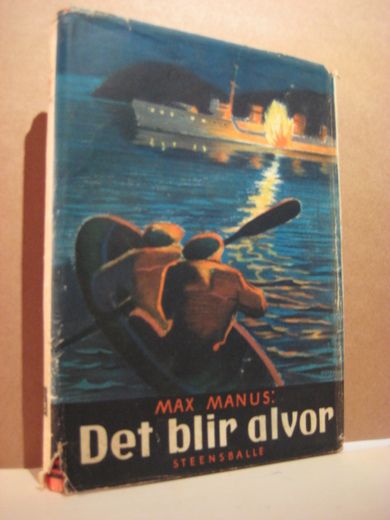 MAX MANUS:
Det blir alvor
STEENSBALLE